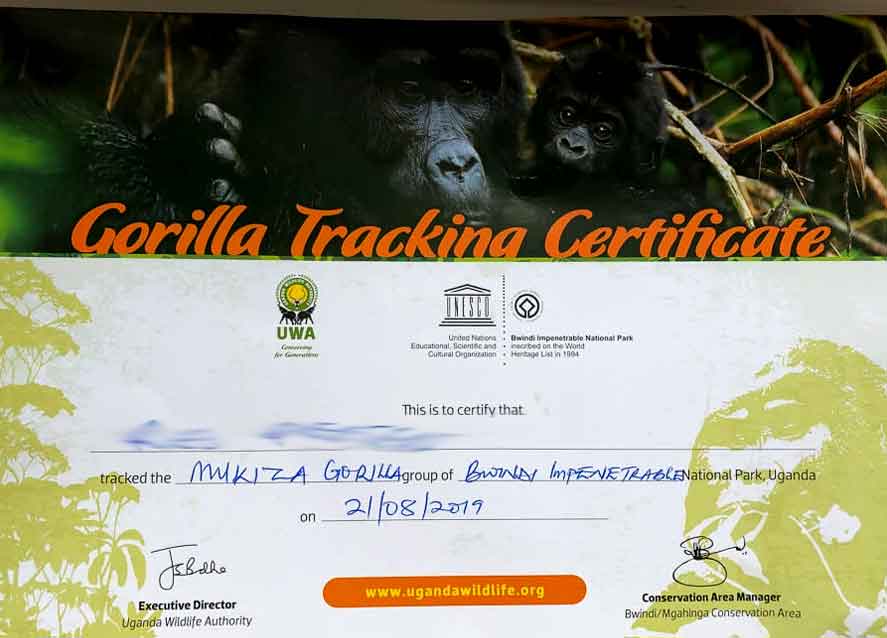 Gorilla Tracking Certificate
UWA
Conserving
for Generations
UNESCO
United Nations
Educational, Scientific and
Cultural Organization
Bwindi Impenetrable National Park
inscribed on the World
Heritage List in 1994
This is to certify that
tracked the MUKIZA GORILLA group of BWINDI IMPENETRABLE National Park, Uganda
on 21/08/2019
www.ugandawildlife.org
Executive Director
Uganda Wildlife Authority
Conservation Area Manager
Bwindi/Mgahinga Conservation Area